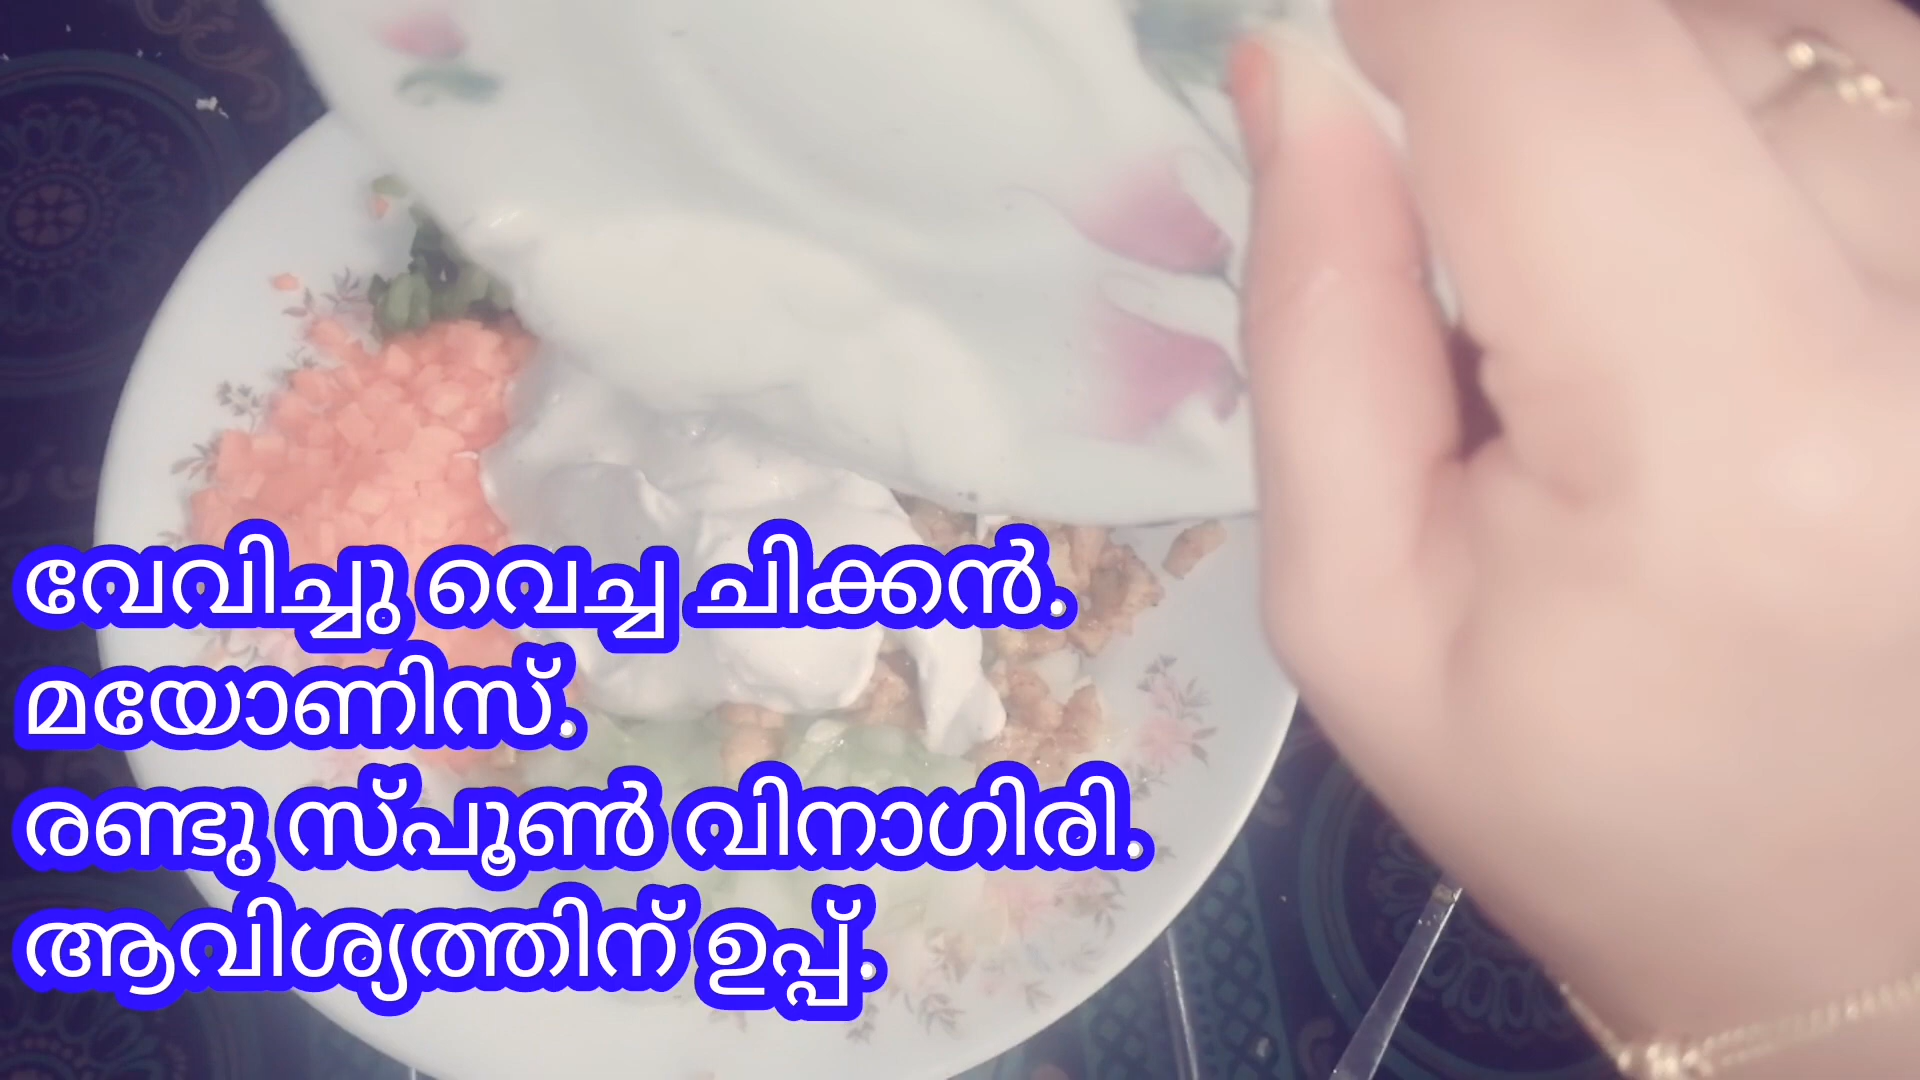 വേവിച്ചു വെച്ച ചിക്കൻ.
മയോണിസ്.
രണ്ടു സ്പൂൺ വിനാഗിരി.
ആവിശ്യത്തിന് ഉപ്പ്.